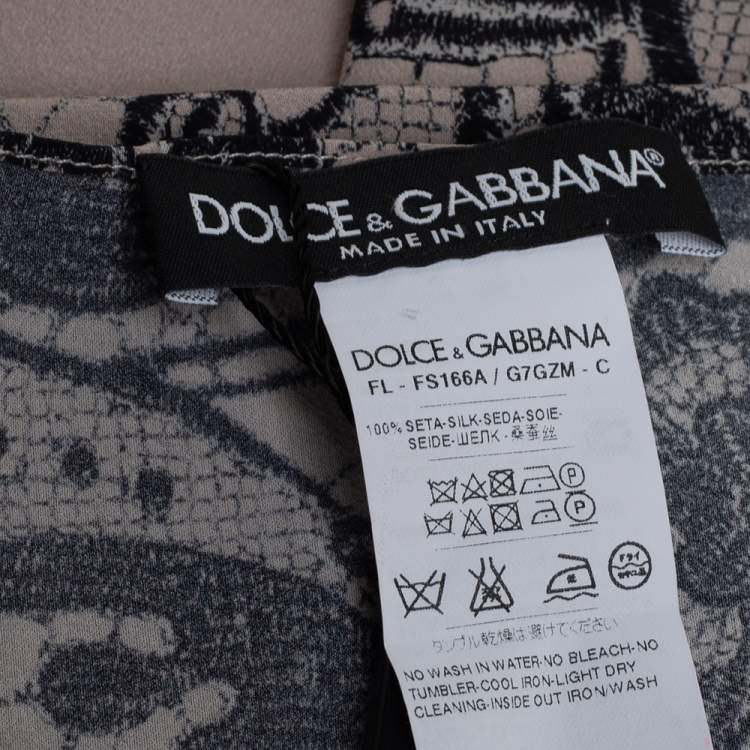 DOLCE & GABBANA®
MADE IN ITALY
DOLCE & GABBANA
FL - FS166A / G7GZM - C
100% SETA-SILK-SEDA-SOIE-
SEIDE-ШЕЛК - 桑蚕丝
P
P
ドライ
タンブル乾燥は避けてください
NO WASH IN WATER-NO BLEACH-NO
TUMBLER-COOL IRON-LIGHT DRY
CLEANING-INSIDE OUT IRON/WASH